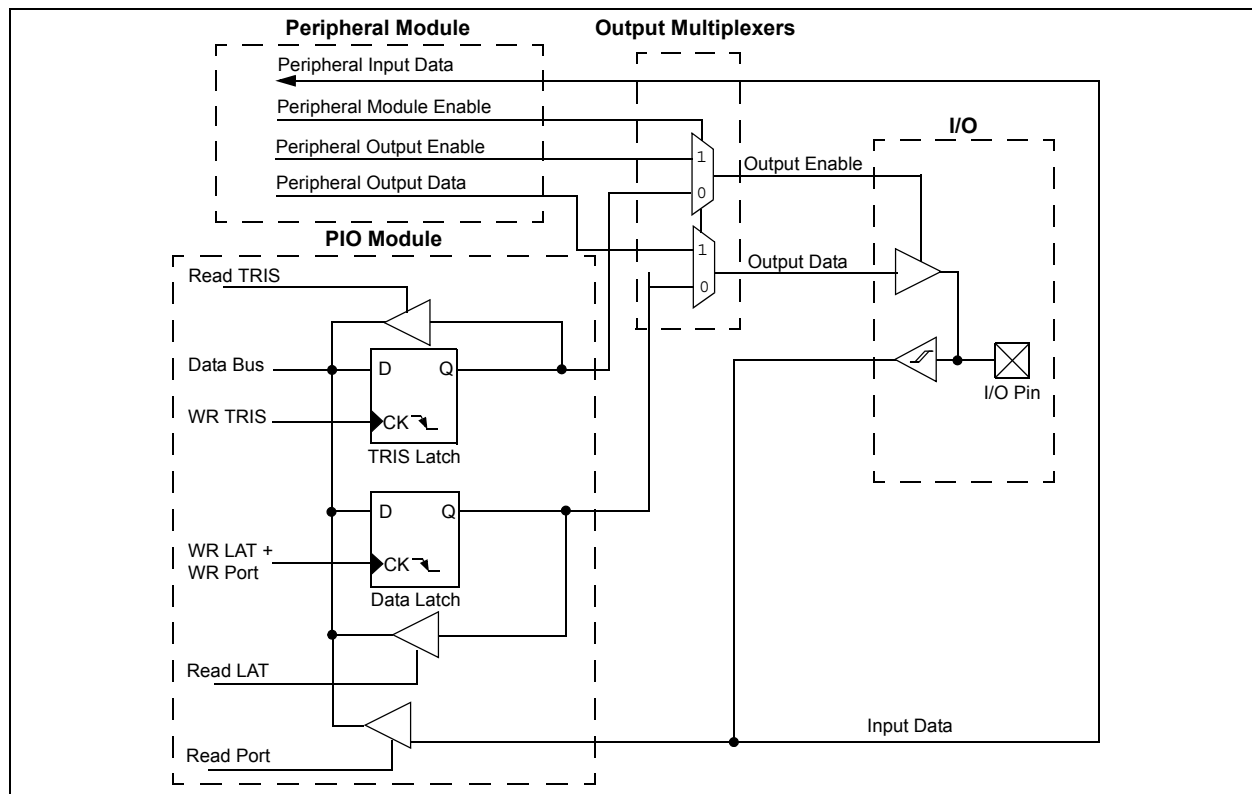 Peripheral Module
Output Multiplexers
Peripheral Input Data
Peripheral Module Enable
Peripheral Output Enable
Peripheral Output Data
1
0
Output Enable
1
0
Output Data
I/O
I/O Pin
PIO Module
Read TRIS
Data Bus
WR TRIS
D
Q
CK
TRIS Latch
WR LAT +
WR Port
D
Q
CK
Data Latch
Read LAT
Read Port
Input Data